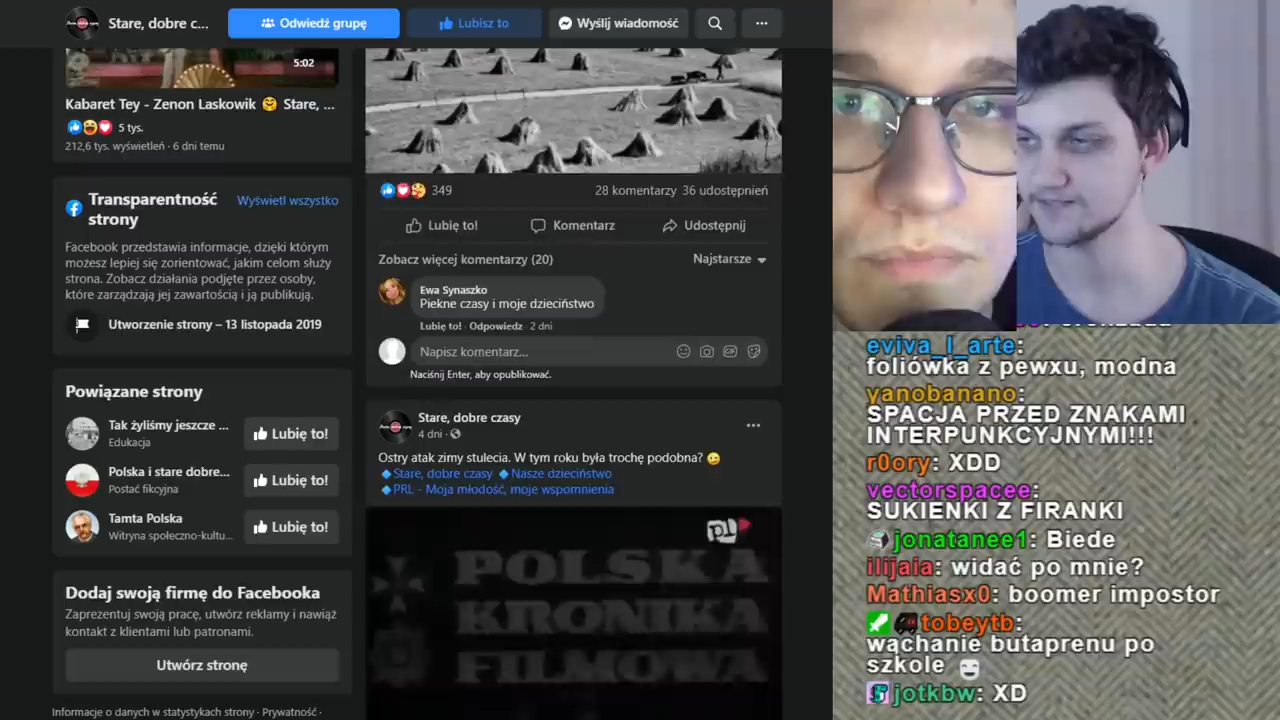 Stare, dobre c...
Odwiedź grupę
Lubisz to
Wyślij wiadomość
5:02
Kabaret Tey - Zenon Laskowik 🤗 Stare, ...
5 tys.
212,6 tys. wyświetleń · 6 dni temu
Transparentność
strony
Wyświetl wszystko
Facebook przedstawia informacje, dzięki którym
możesz lepiej się zorientować, jakim celom służy
strona. Zobacz działania podjęte przez osoby,
które zarządzają jej zawartością i ją publikują.
Utworzenie strony – 13 listopada 2019
Powiązane strony
Tak żyliśmy jeszcze ...
Edukacja
Lubię to!
Polska i stare dobre...
Postać fikcyjna
Lubię to!
Tamta Polska
Witryna społeczno-kultu...
Lubię to!
Dodaj swoją firmę do Facebooka
Zaprezentuj swoją pracę, utwórz reklamy i nawiąż
kontakt z klientami lub patronami.
Utwórz stronę
Informacje o danych w statystykach strony · Prywatność ·
349
28 komentarzy 36 udostępnień
Lubię to!
Komentarz
Udostępnij
Zobacz więcej komentarzy (20)
Najstarsze
Ewa Synaszko
Piekne czasy i moje dzieciństwo
Lubię to! · Odpowiedz · 2 dni
Napisz komentarz...
GIF
Naciśnij Enter, aby opublikować.
Stare, dobre czasy
4 dni ·
Ostry atak zimy stulecia. W tym roku była trochę podobna? 😉
🔹Stare, dobre czasy 🔹Nasze dzieciństwo
🔹PRL - Moja młodość, moje wspomnienia
POLSKA
KRONIKA
FILMOWA
eviva_l_arte:
foliówka z pewxu, modna
yanobanano:
SPACJA PRZED ZNAKAMI
INTERPUNKCYJNYMI!!!
r0ory: XDD
vectorspacee:
SUKIENKI Z FIRANKI
jonatanee1: Biede
ilijaia: widać po mnie?
Mathiasx0: boomer impostor
tobeytb:
wąchanie butaprenu po
szkole
jotkbw: XD